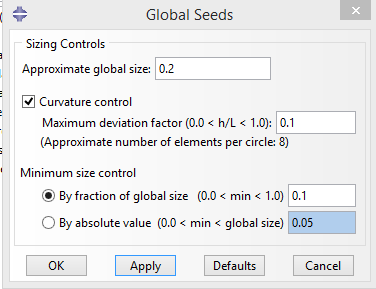 Global Seeds
Sizing Controls
Approximate global size: 0.2
Curvature control
Maximum deviation factor (0.0 < h/L < 1.0): 0.1
(Approximate number of elements per circle: 8)
Minimum size control
By fraction of global size (0.0 < min < 1.0) 0.1
By absolute value (0.0 < min < global size) 0.05
OK Apply Defaults Cancel